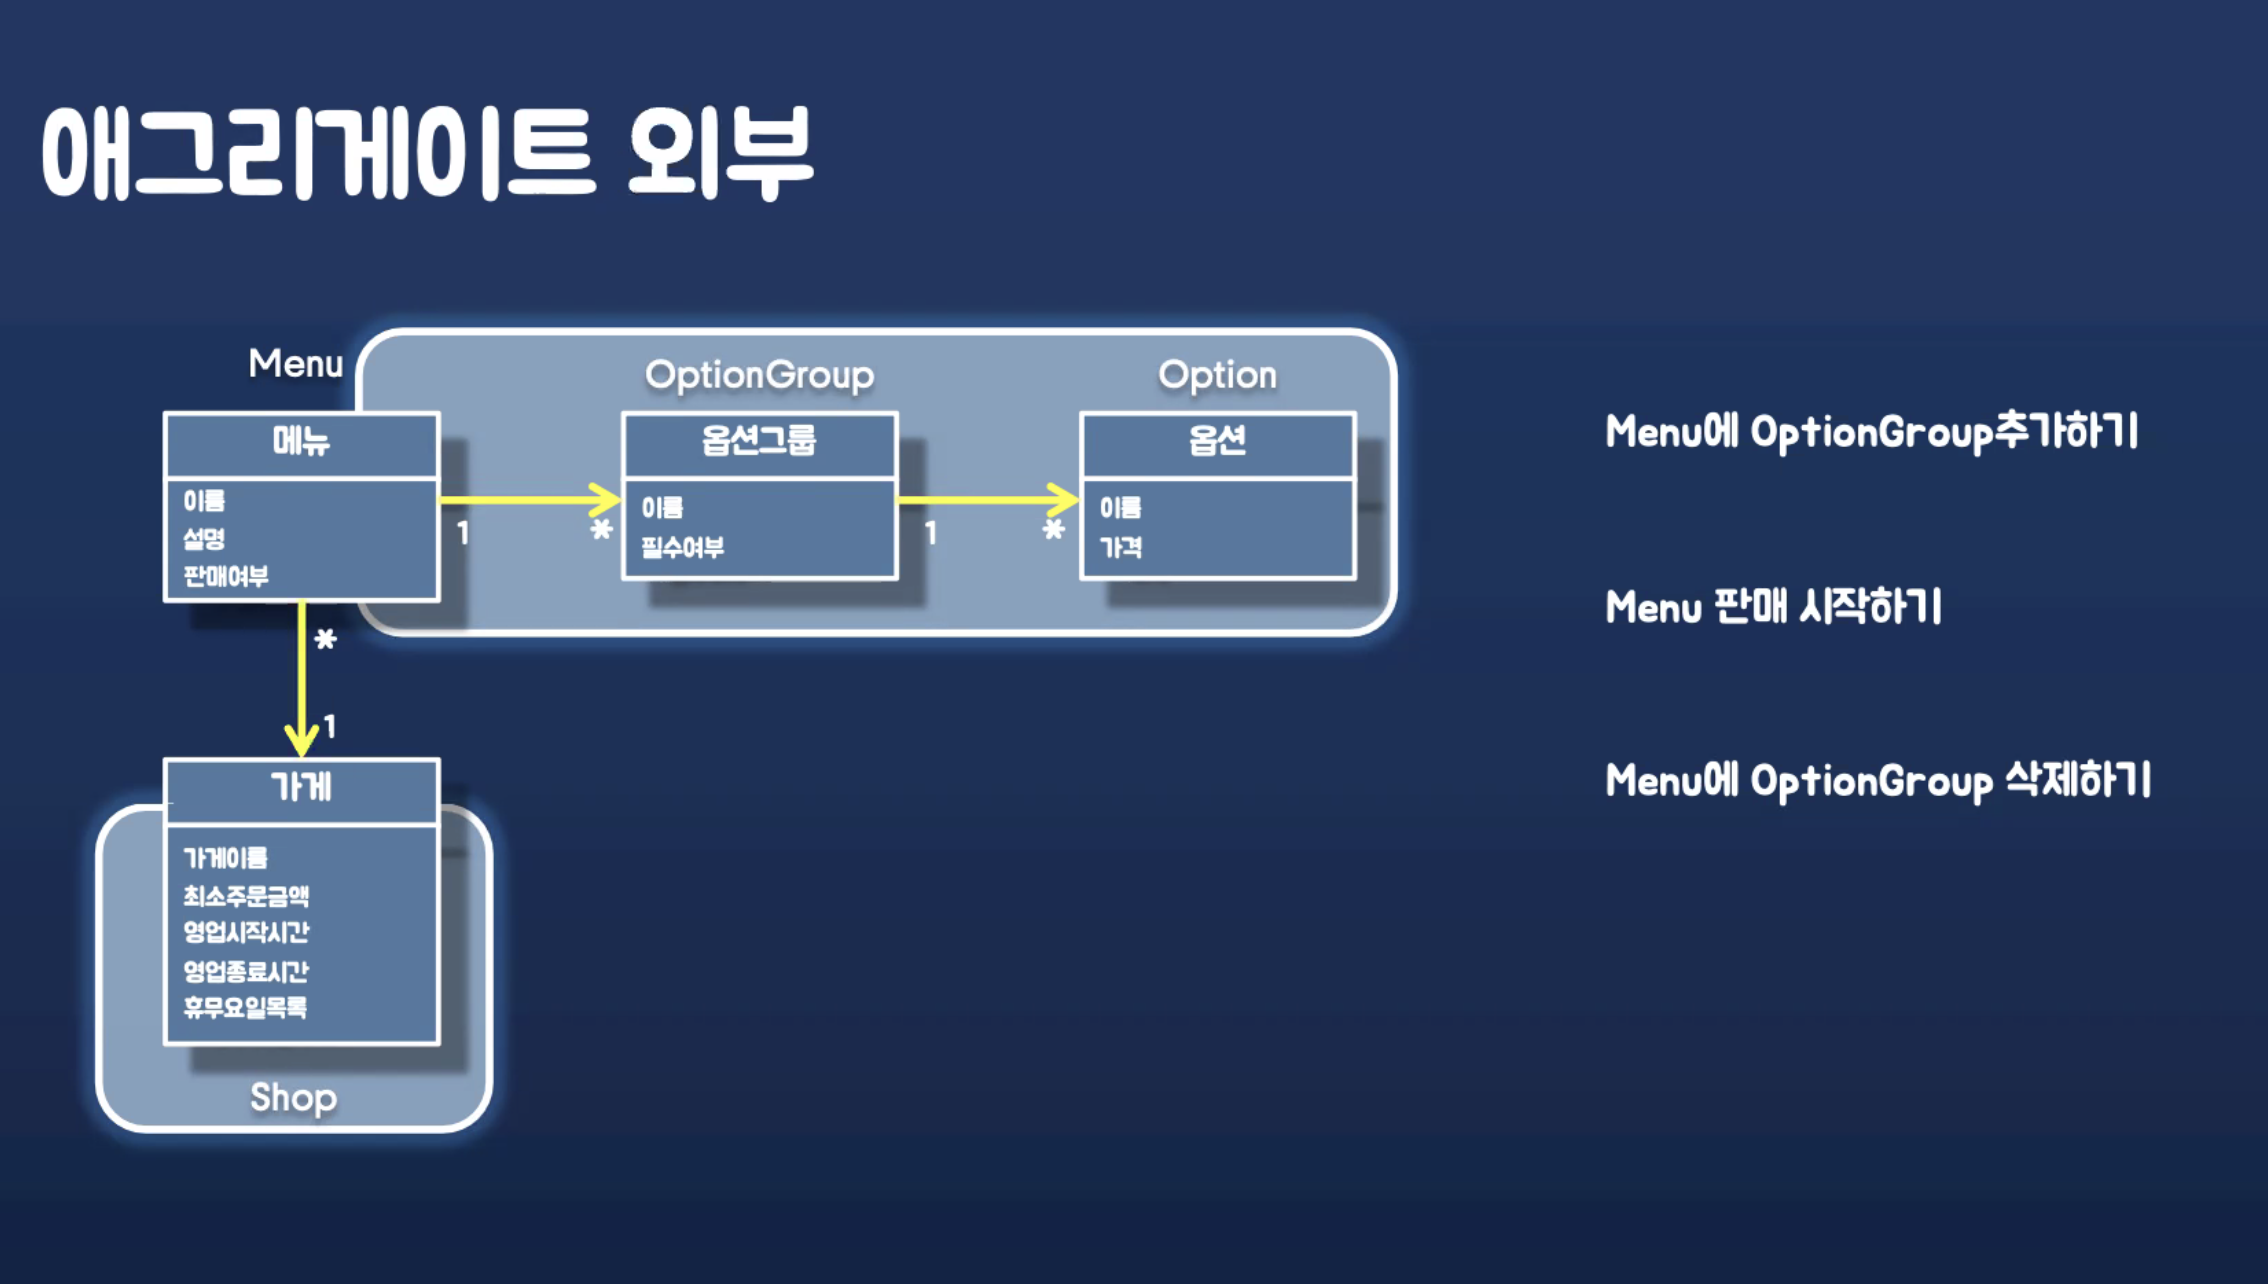 애그리게이트 외부
Menu
OptionGroup
Option
메뉴
이름
설명
판매여부
1
*
옵션그룹
이름
필수여부
1
*
옵션
이름
가격
*
1
가게
가게이름
최소주문금액
영업시작시간
영업종료시간
휴무요일목록
Shop
Menu에 OptionGroup추가하기
Menu 판매 시작하기
Menu에 OptionGroup 삭제하기